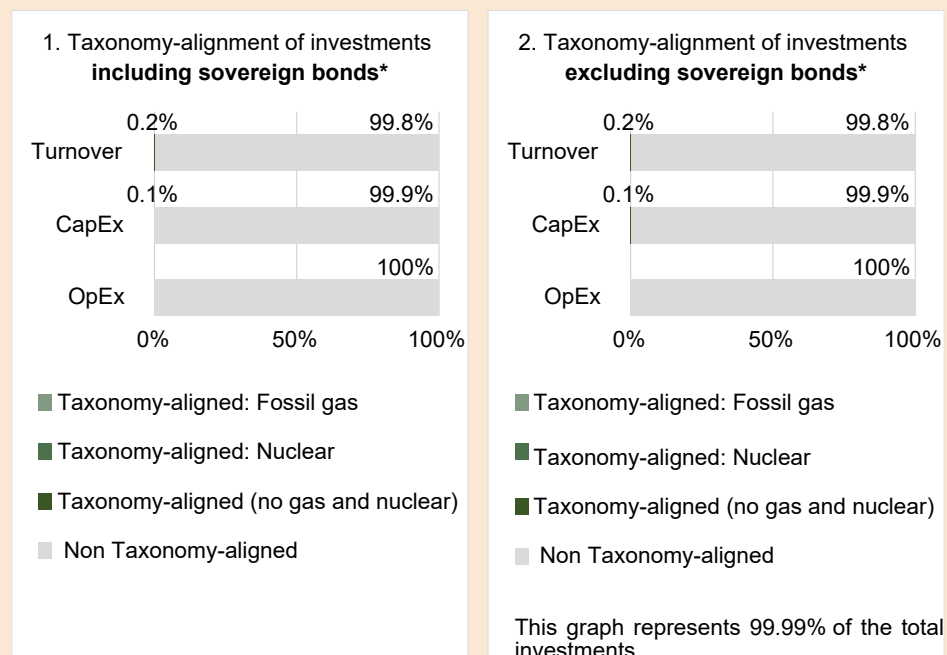 1. Taxonomy-alignment of investments
including sovereign bonds*
0.2% 99.8%
Turnover
0.1% 99.9%
CapEx
100%
OpEx
0% 50% 100%
Taxonomy-aligned: Fossil gas
Taxonomy-aligned: Nuclear
Taxonomy-aligned (no gas and nuclear)
Non Taxonomy-aligned
2. Taxonomy-alignment of investments
excluding sovereign bonds*
0.2% 99.8%
Turnover
0.1% 99.9%
CapEx
100%
OpEx
0% 50% 100%
Taxonomy-aligned: Fossil gas
Taxonomy-aligned: Nuclear
Taxonomy-aligned (no gas and nuclear)
Non Taxonomy-aligned
This graph represents 99.99% of the total
investments